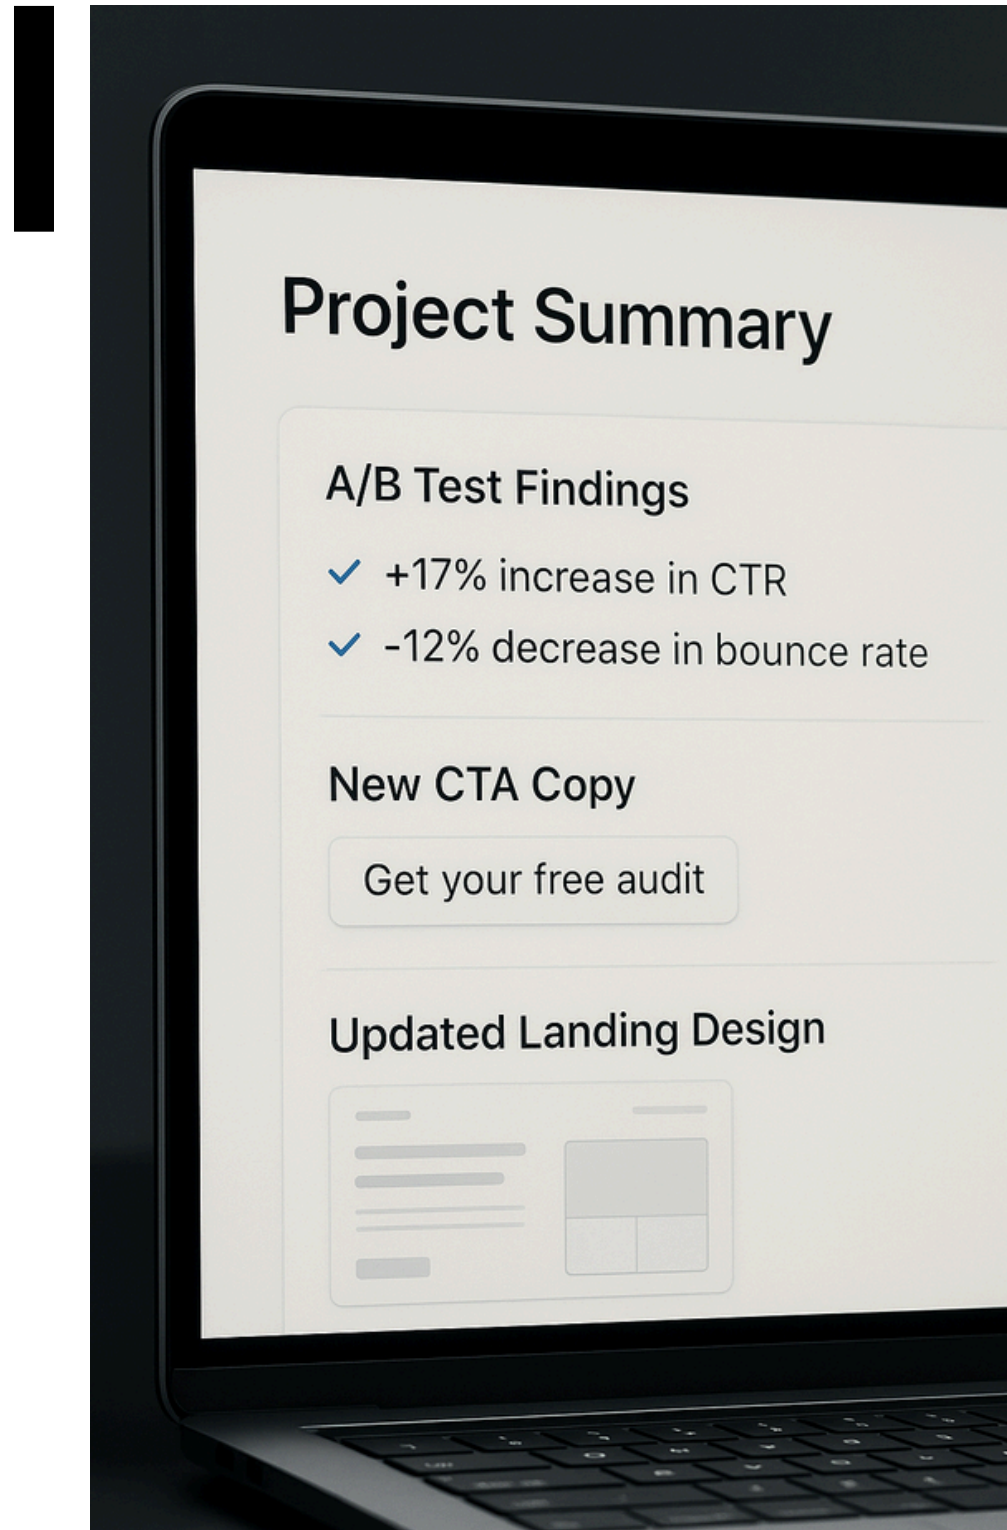 Project Summary
A/B Test Findings
+17% increase in CTR
-12% decrease in bounce rate
New CTA Copy
Get your free audit
Updated Landing Design